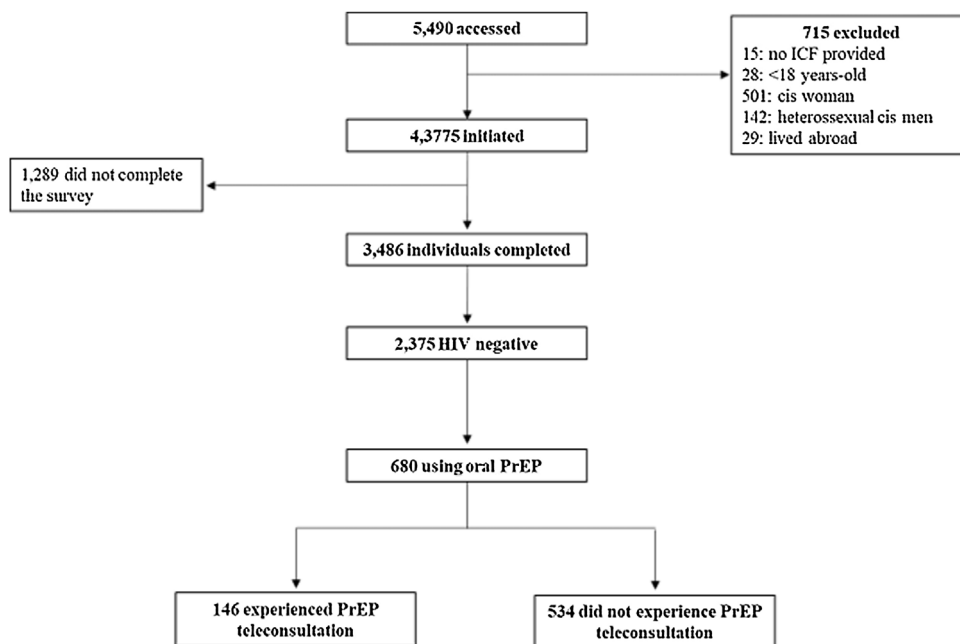 5,490 accessed
715 excluded
15: no ICF provided
28: <18 years-old
501: cis woman
142: heterossexual cis men
29: lived abroad
4,3775 initiated
1,289 did not complete
the survey
3,486 individuals completed
2,375 HIV negative
680 using oral PrEP
146 experienced PrEP
teleconsultation
534 did not experience PrEP
teleconsultation